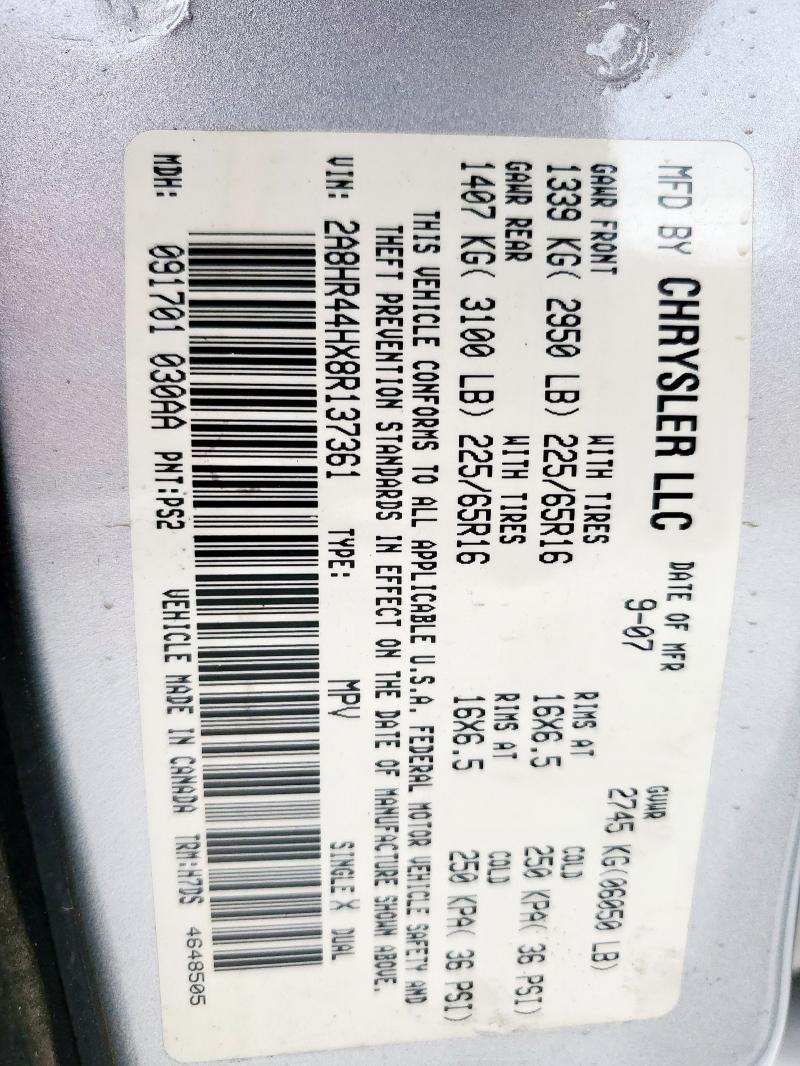 MFD BY CHRYSLER LLC DATE OF MFR 9-07 GVWR 2745 KG(06050 LB)
GAWR FRONT WITH TIRES RIMS AT COLD
1339 KG( 2950 LB) 225/65R16 16X6.5 250 KPA( 36 PSI)
GAWR REAR WITH TIRES RIMS AT COLD
1407 KG( 3100 LB) 225/65R16 16X6.5 250 KPA( 36 PSI)
THIS VEHICLE CONFORMS TO ALL APPLICABLE U.S.A. FEDERAL MOTOR VEHICLE SAFETY AND
THEFT PREVENTION STANDARDS IN EFFECT ON THE DATE OF MANUFACTURE SHOWN ABOVE.
VIN: 2A8HR44HX8R137361 TYPE: MPV SINGLE X DUAL
MDH: 091701 030AA PNT:PS2 VEHICLE MADE IN CANADA TRM:H7DS 4648505